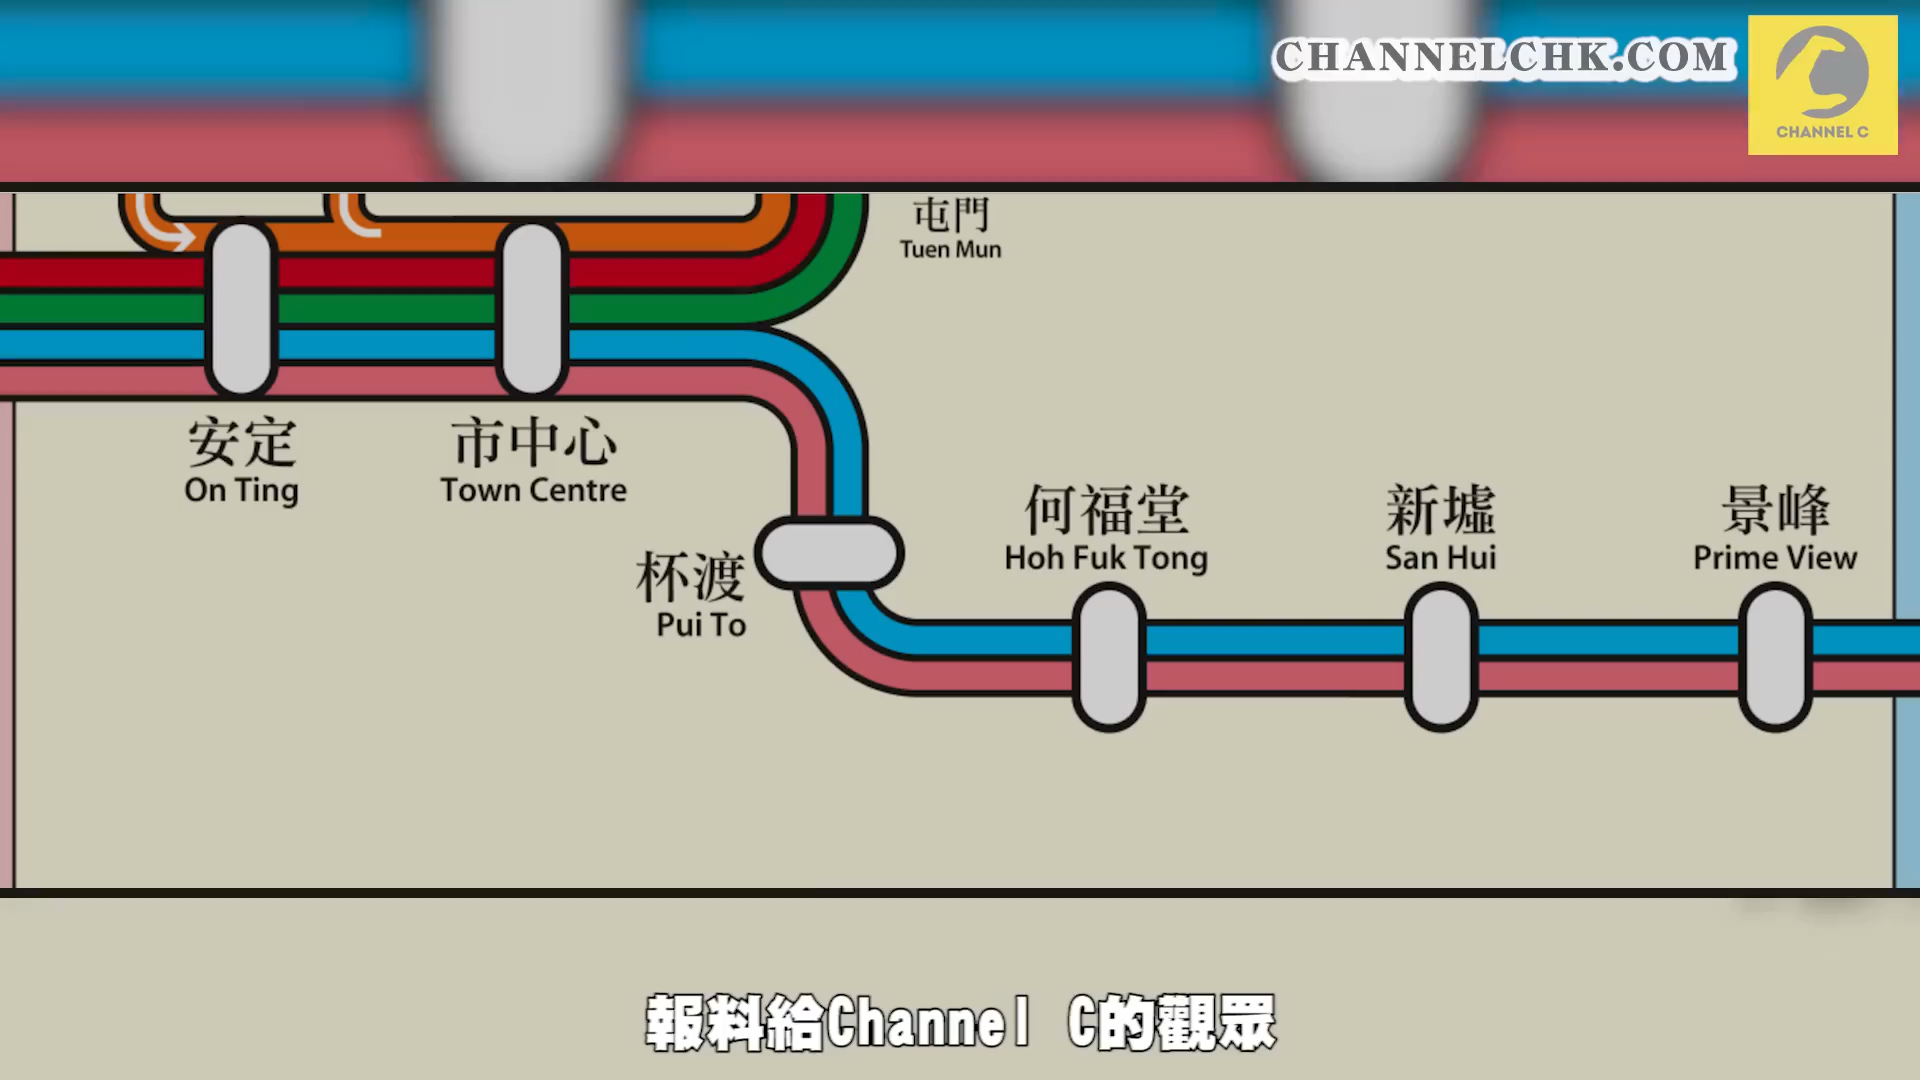 CHANNELCHK.COM
CHANNEL C
屯門
Tuen Mun
安定
On Ting
市中心
Town Centre
杯渡
Pui To
何福堂
Hoh Fuk Tong
新墟
San Hui
景峰
Prime View
報料給Channel C的觀眾